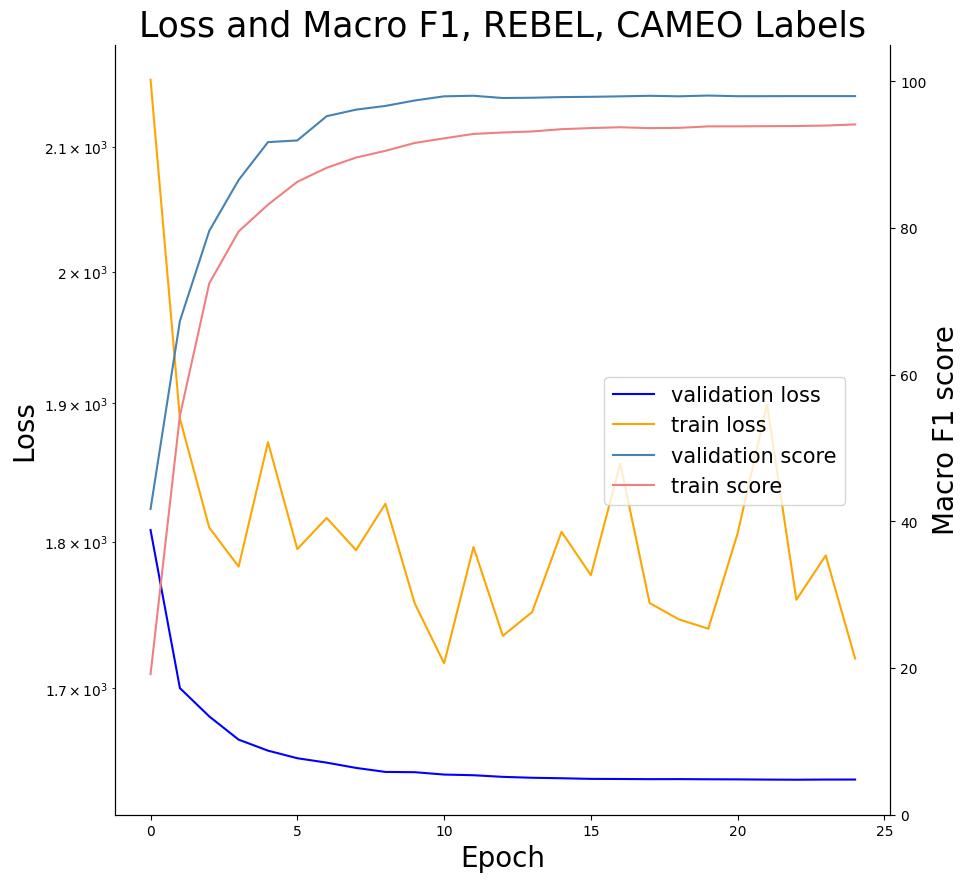 Loss and Macro F1, REBEL, CAMEO Labels
2.1 × 10³
2 × 10³
1.9 × 10³
1.8 × 10³
1.7 × 10³
Loss
100
80
60
40
20
0
Macro F1 score
validation loss
train loss
validation score
train score
0 5 10 15 20 25
Epoch